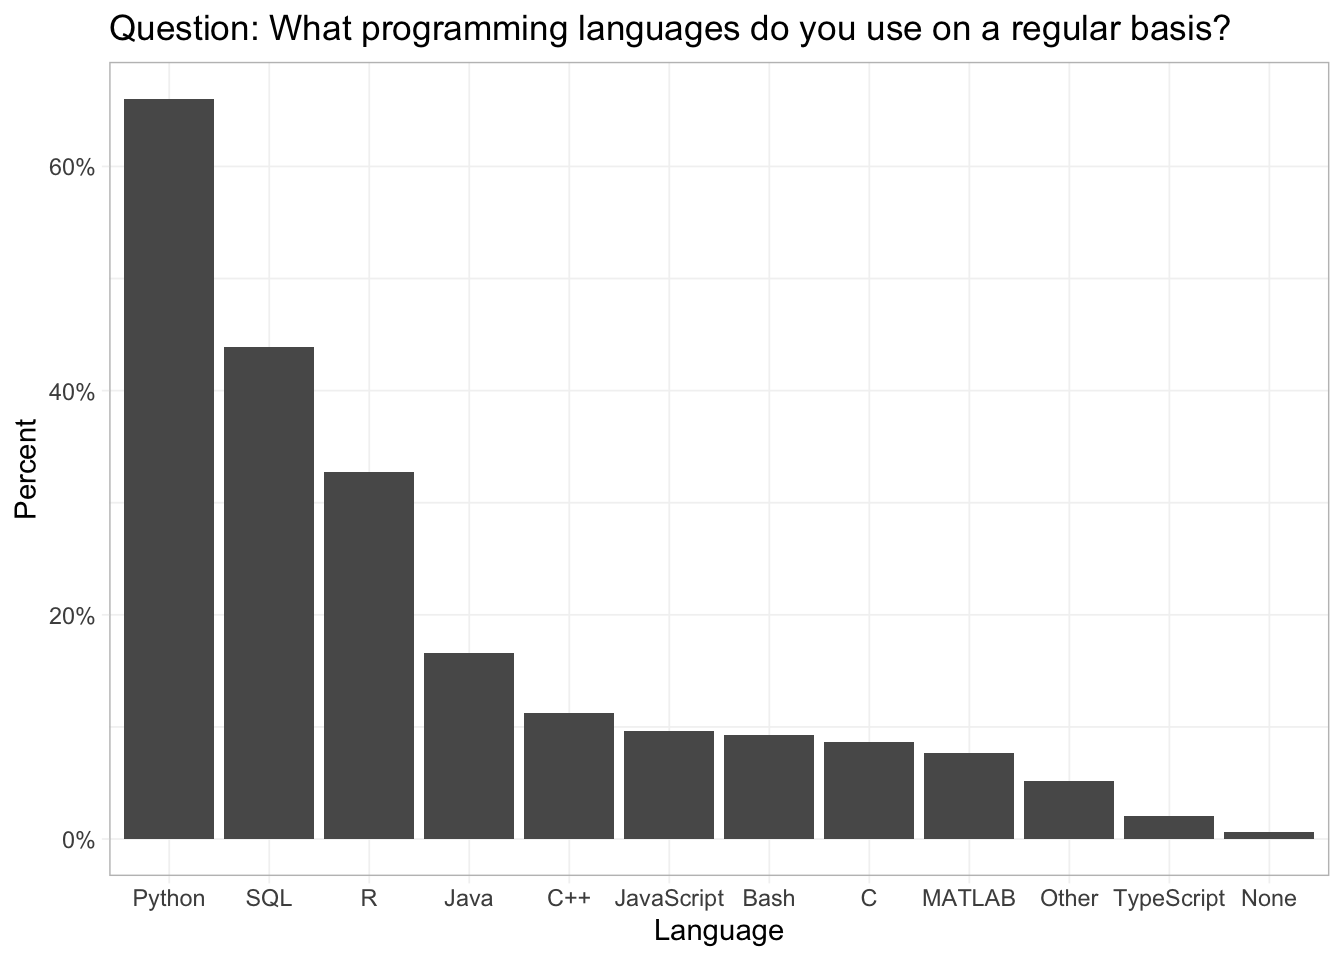 Question: What programming languages do you use on a regular basis?
60%
40%
20%
0%
Percent
Python SQL R Java C++ JavaScript Bash C MATLAB Other TypeScript None
Language